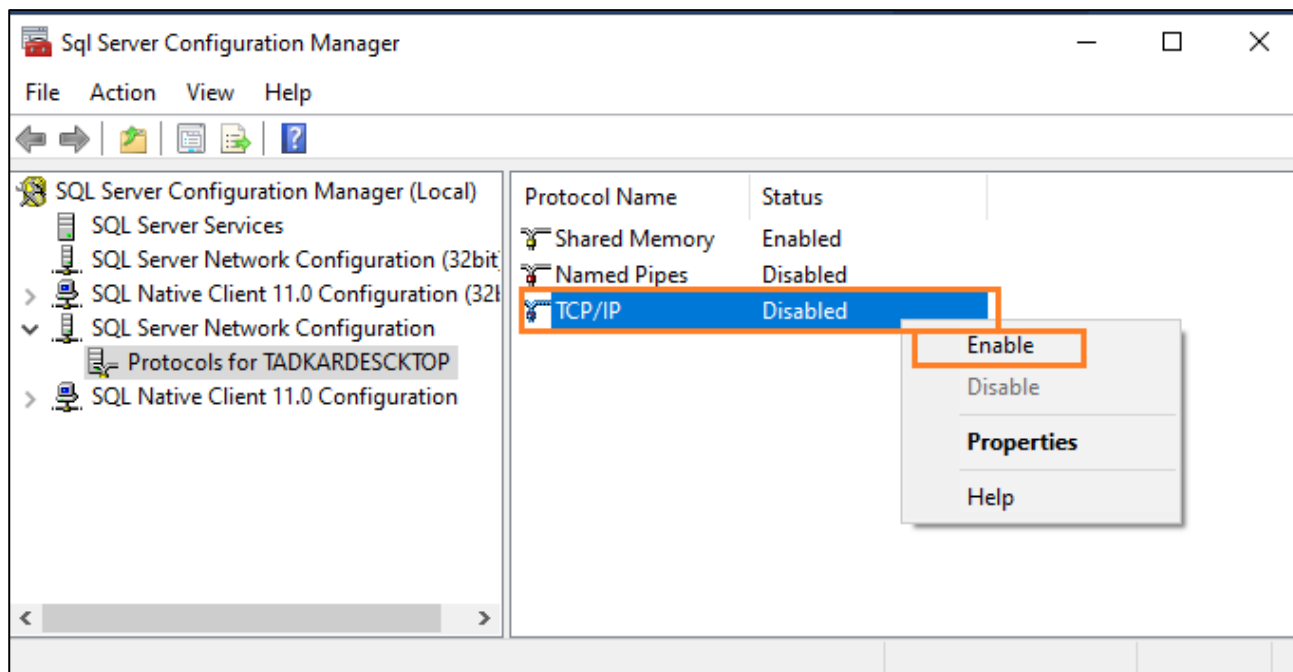 Sql Server Configuration Manager
File Action View Help
SQL Server Configuration Manager (Local)
SQL Server Services
SQL Server Network Configuration (32bit
SQL Native Client 11.0 Configuration (32
SQL Server Network Configuration
Protocols for TADKARDESCKTOP
SQL Native Client 11.0 Configuration
Protocol Name Status
Shared Memory Enabled
Named Pipes Disabled
TCP/IP Disabled
Enable
Disable
Properties
Help